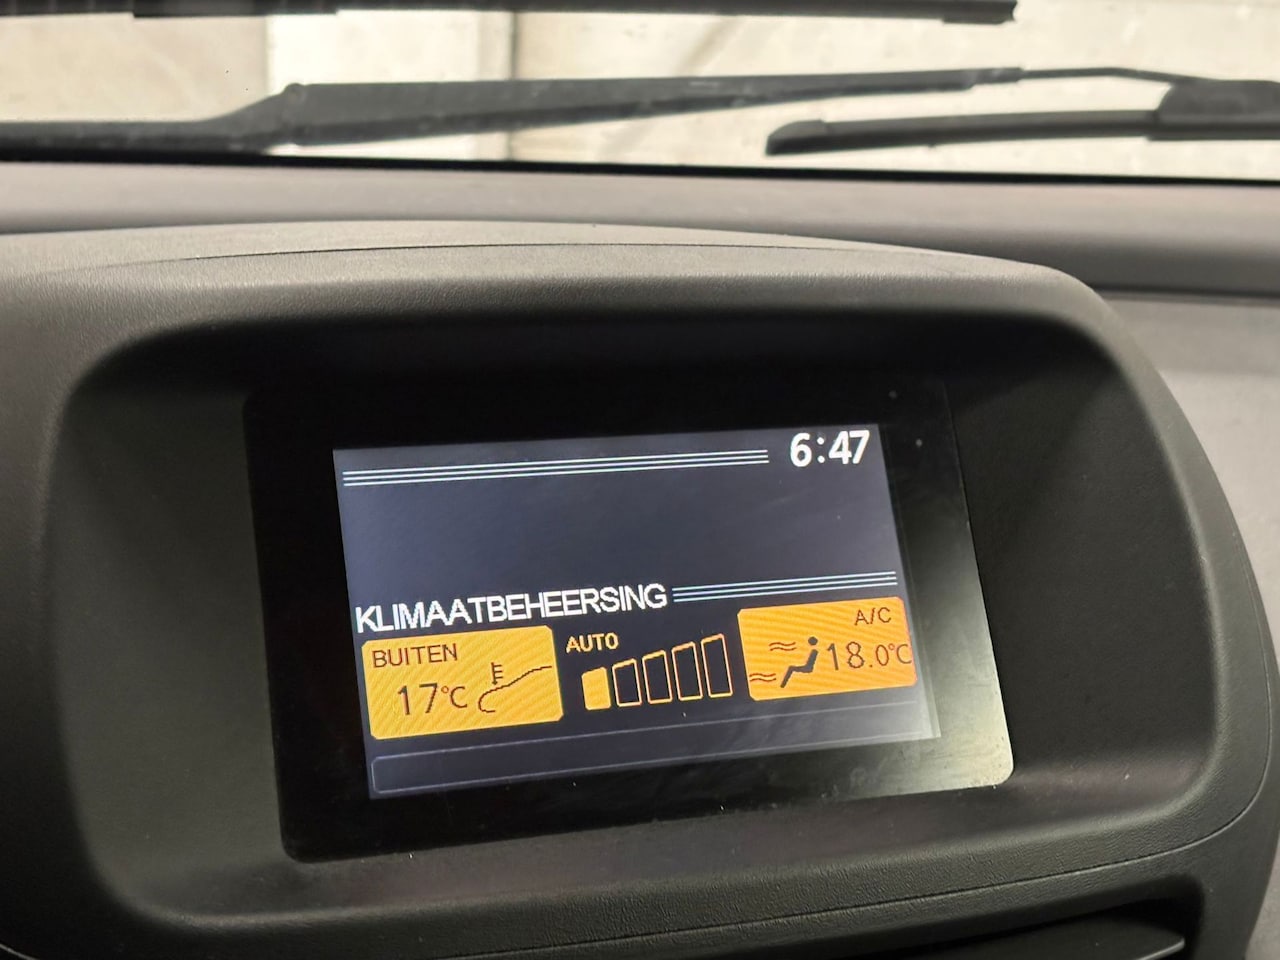 6:47
KLIMAATBEHEERSING
BUITEN
17°C
AUTO
A/C
18.0°C